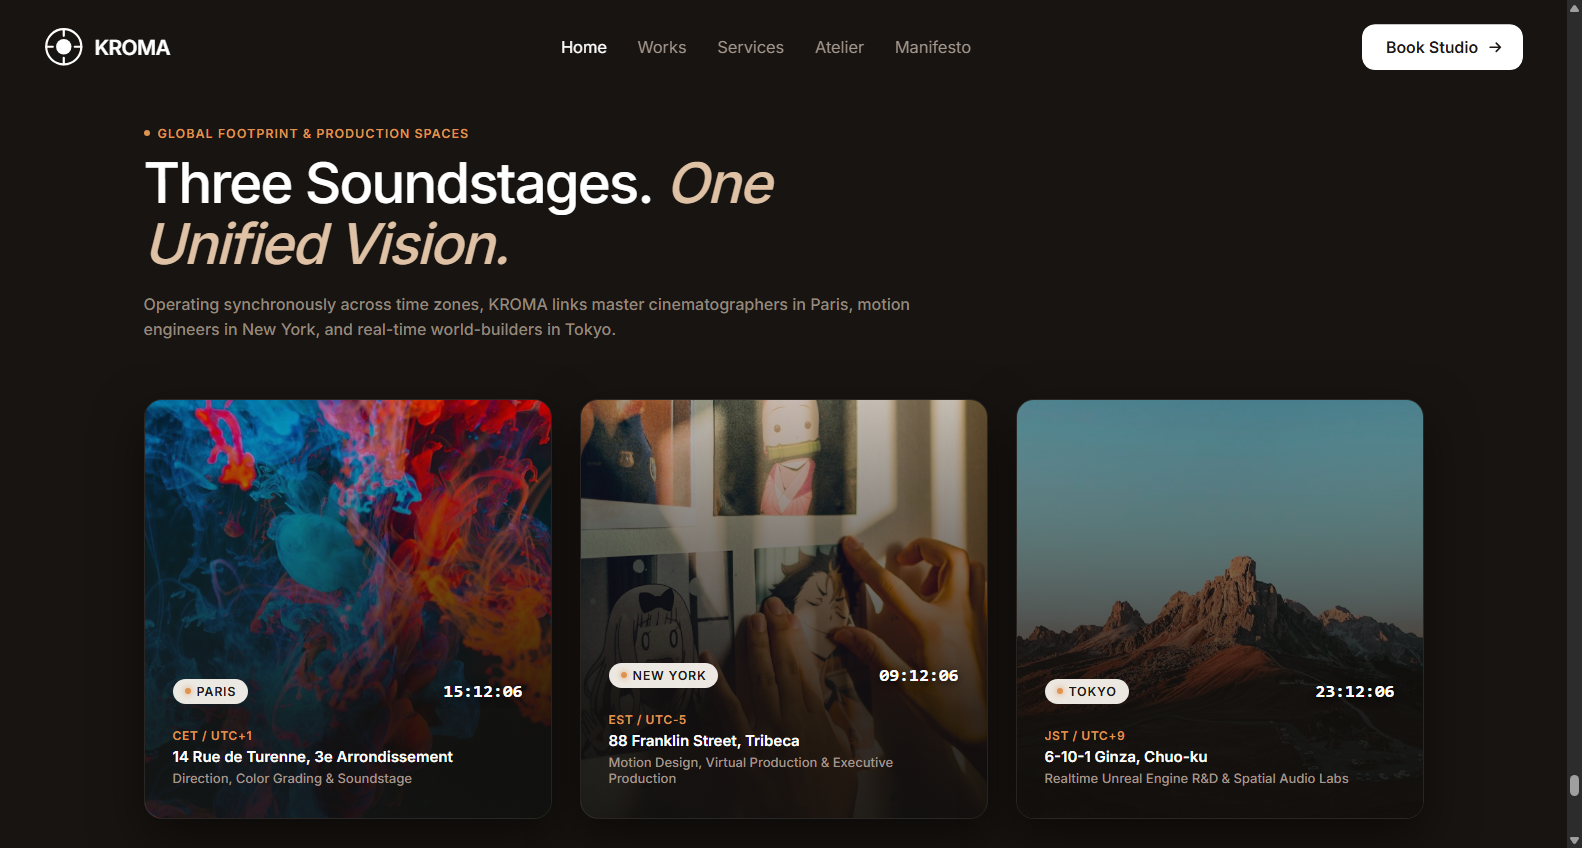 KROMA
Home
Works
Services
Atelier
Manifesto
Book Studio
GLOBAL FOOTPRINT & PRODUCTION SPACES
Three Soundstages. One
Unified Vision.
Operating synchronously across time zones, KROMA links master cinematographers in Paris, motion
engineers in New York, and real-time world-builders in Tokyo.
PARIS
15:12:06
CET / UTC+1
14 Rue de Turenne, 3e Arrondissement
Direction, Color Grading & Soundstage
NEW YORK
09:12:06
EST / UTC-5
88 Franklin Street, Tribeca
Motion Design, Virtual Production & Executive
Production
TOKYO
23:12:06
JST / UTC+9
6-10-1 Ginza, Chuo-ku
Realtime Unreal Engine R&D & Spatial Audio Labs